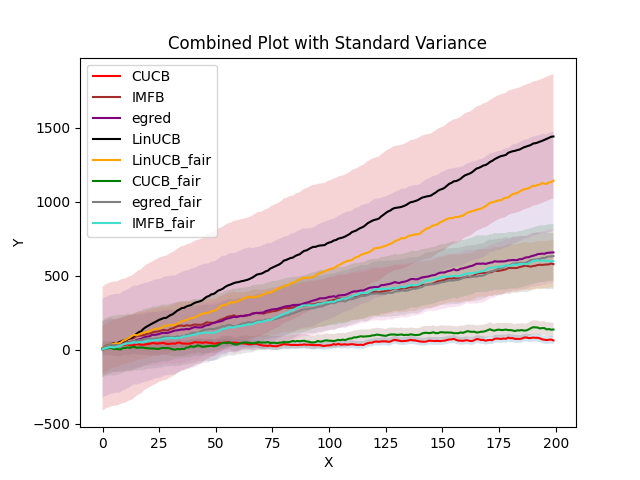 Combined Plot with Standard Variance
CUCB
IMFB
egred
LinUCB
LinUCB_fair
CUCB_fair
egred_fair
IMFB_fair
1500
1000
500
0
−500
Y
0 25 50 75 100 125 150 175 200
X